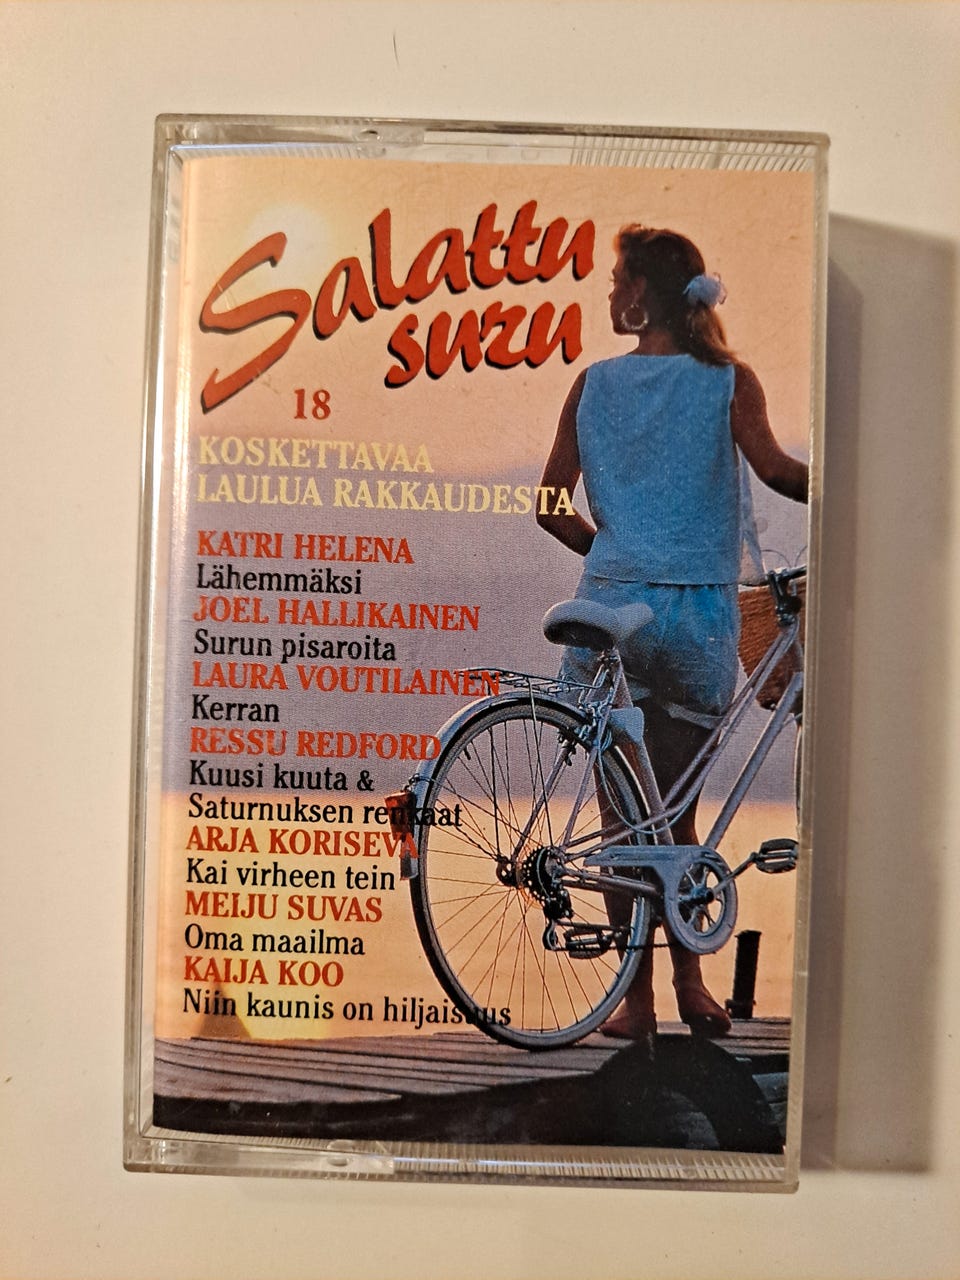 Salattu
suru
18
KOSKETTAVAA
LAULUA RAKKAUDESTA
KATRI HELENA
Lähemmäksi
JOEL HALLIKAINEN
Surun pisaroita
LAURA VOUTILAINEN
Kerran
RESSU REDFORD
Kuusi kuuta &
Saturnuksen renkaat
ARJA KORISEVA
Kai virheen tein
MEIJU SUVAS
Oma maailma
KAIJA KOO
Niin kaunis on hiljaisuus